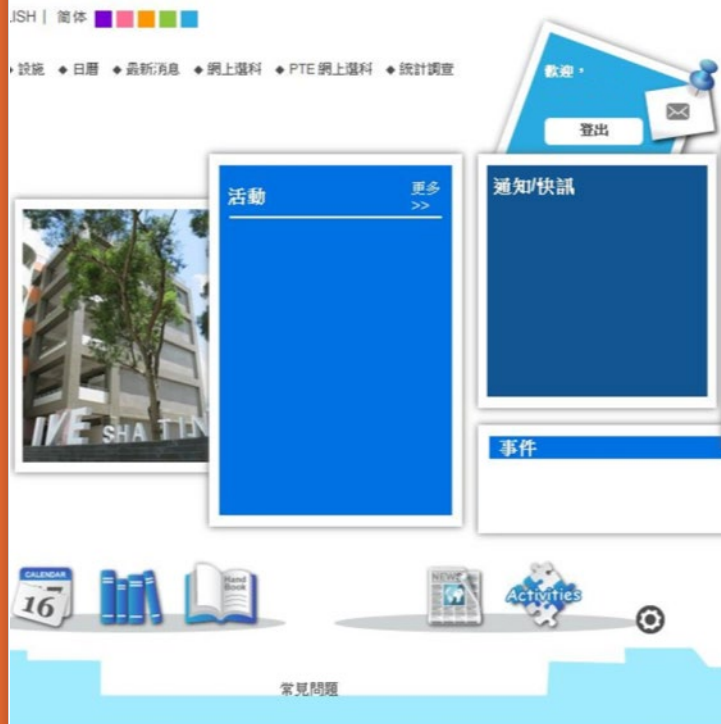 LISH | 简体
設施 ◆ 日曆 ◆ 最新消息 ◆ 網上選科 ◆ PTE 網上選科 ◆ 統計調查
歡迎，
登出
活動
更多
>>
通知/快訊
IVE SHA TIN
事件
CALENDAR
16
Hand
Book
NEWS
Activities
常見問題